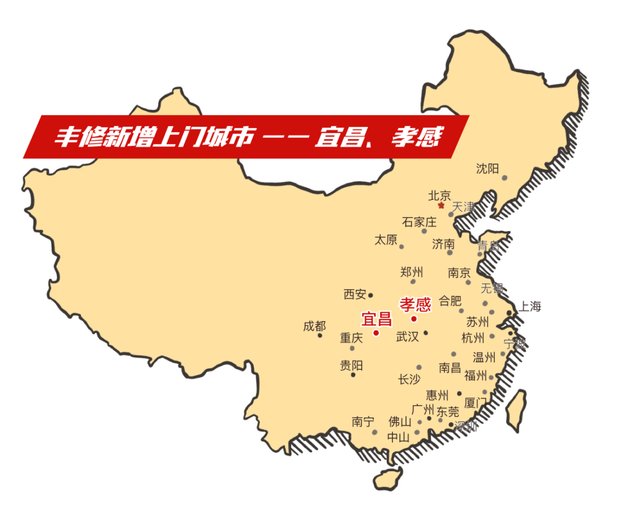 丰修新增上门城市 —— 宜昌、孝感
沈阳
北京
天津
石家庄
太原
济南
青岛
郑州
南京
无锡
西安
孝感
合肥
上海
宜昌
苏州
成都
武汉
杭州
宁波
重庆
温州
贵阳
南昌
长沙
福州
惠州
厦门
广州
东莞
佛山
深圳
南宁
中山